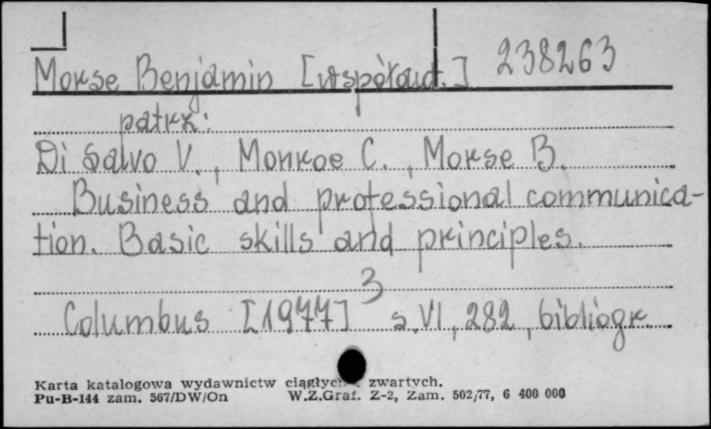 Morse Benjamin [współaut.] 238263
patrz:
Di Salvo V., Monroe C., Morse B.
Business and professional communica-
tion. Basic skills and principles.
3
Columbus [1977] s. VI, 282, bibliogr.
Karta katalogowa wydawnictw ciągłych zwartych.
Pu-B-144 zam. 567/DW/On W.Z.Graf. Z-2, Zam. 502/77, 6 400 000